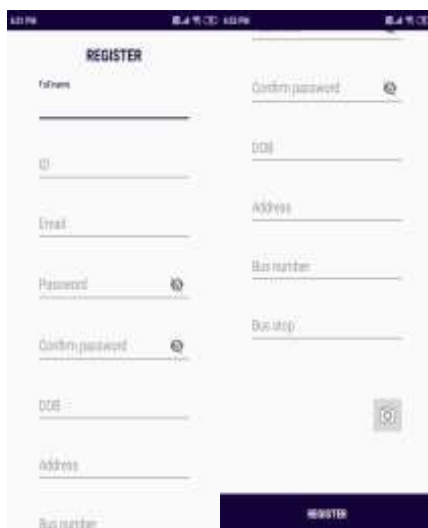 REGISTER
Full name
ID
Email
Password
Confirm password
DOB
Address
Bus number
Confirm password
DOB
Address
Bus number
Bus stop
REGISTER